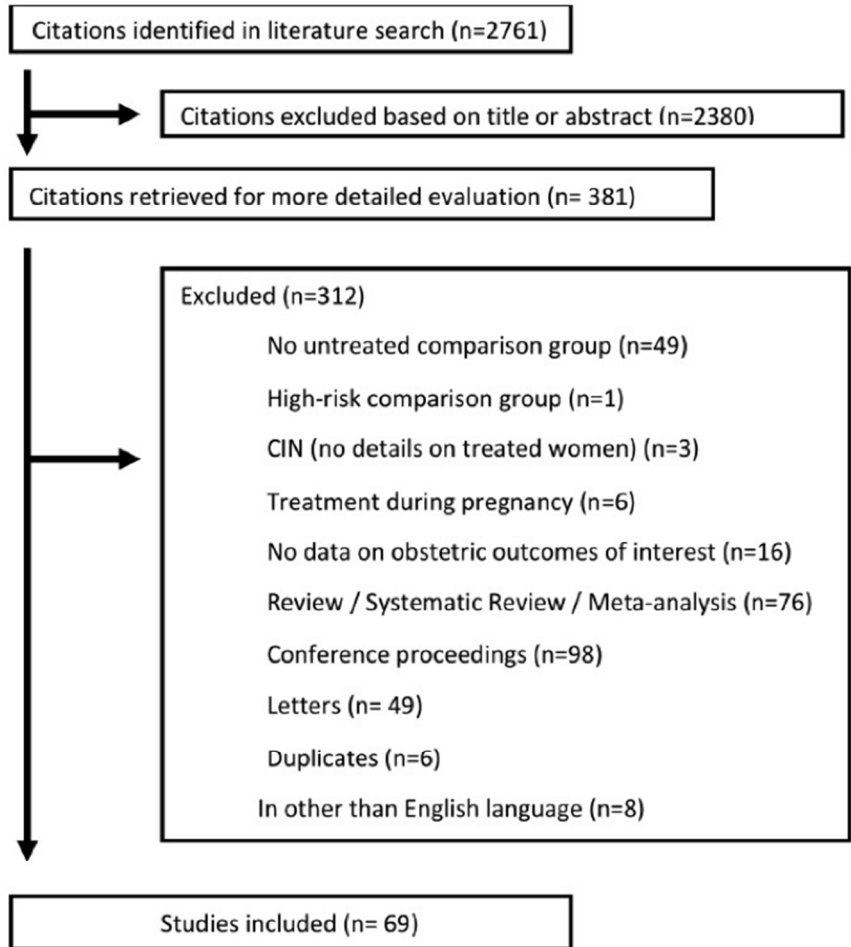 Citations identified in literature search (n=2761)
Citations excluded based on title or abstract (n=2380)
Citations retrieved for more detailed evaluation (n= 381)
Excluded (n=312)
No untreated comparison group (n=49)
High-risk comparison group (n=1)
CIN (no details on treated women) (n=3)
Treatment during pregnancy (n=6)
No data on obstetric outcomes of interest (n=16)
Review / Systematic Review / Meta-analysis (n=76)
Conference proceedings (n=98)
Letters (n= 49)
Duplicates (n=6)
In other than English language (n=8)
Studies included (n= 69)